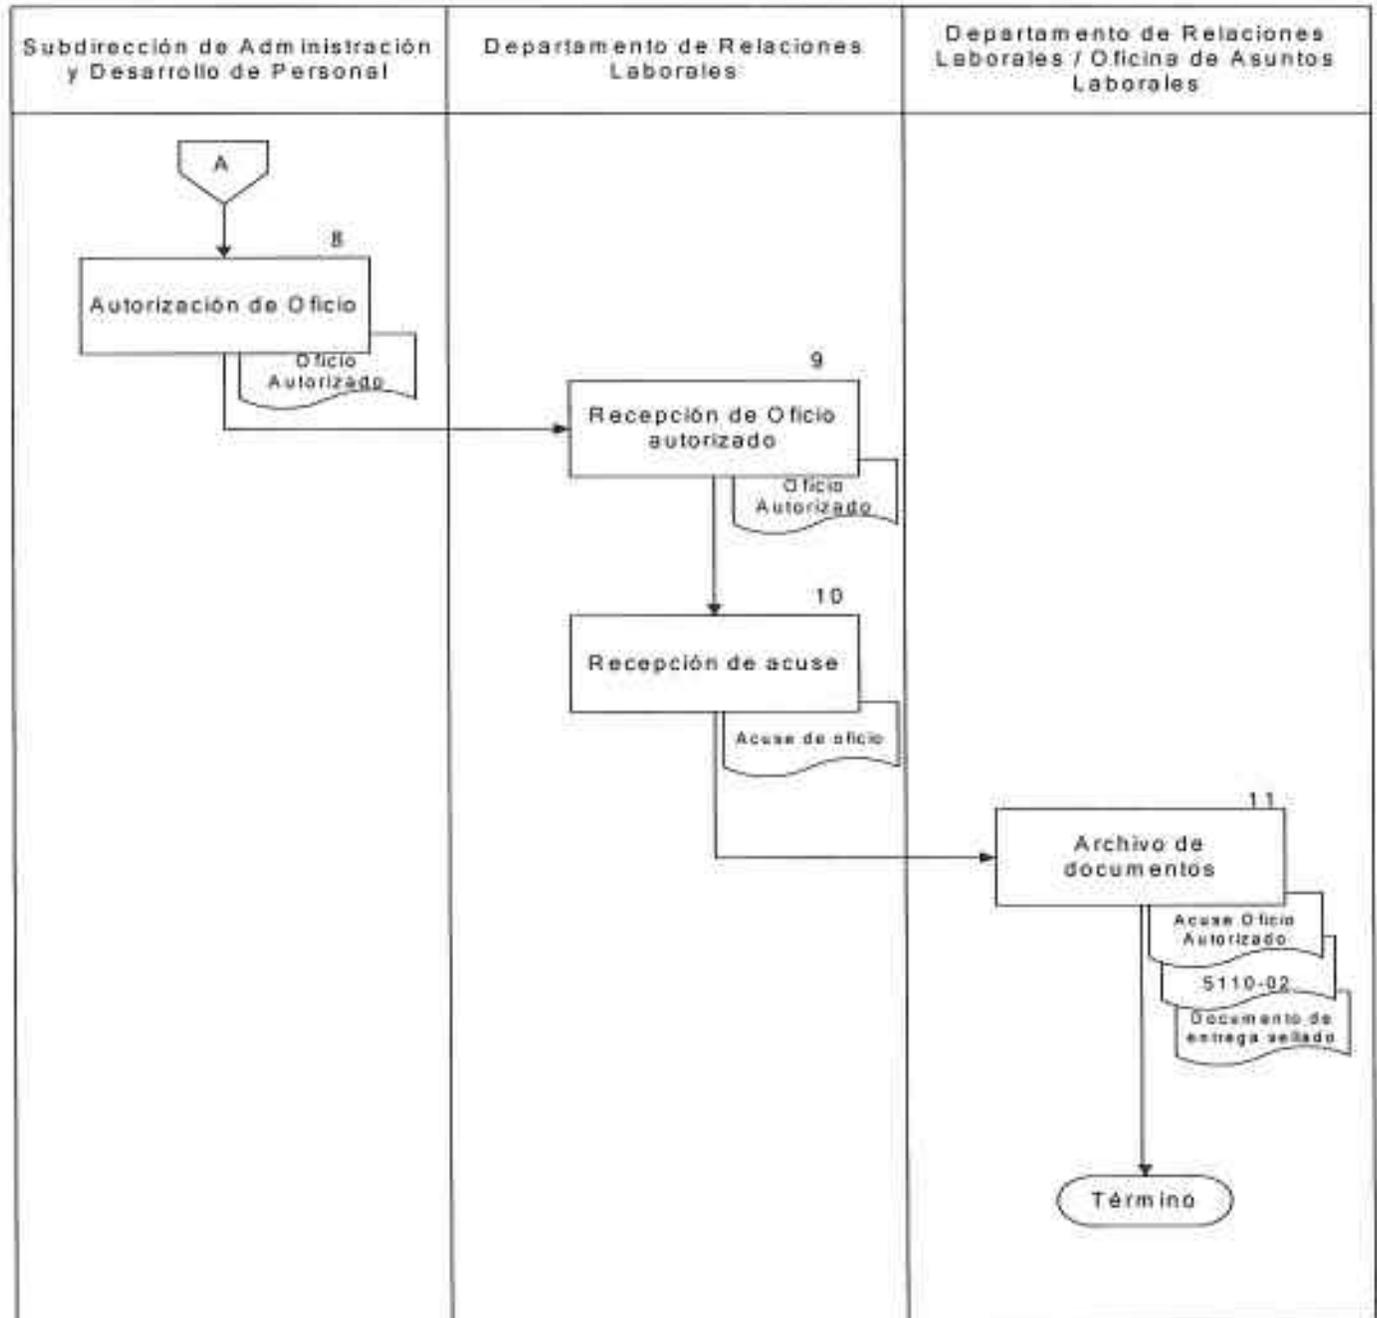 Subdirección de Administración
y Desarrollo de Personal
Departamento de Relaciones
Laborales
Departamento de Relaciones
Laborales / Oficina de Asuntos
Laborales
A
8
Autorización de Oficio
Oficio
Autorizado
9
Recepción de Oficio
autorizado
Oficio
Autorizado
10
Recepción de acuse
Acuse de oficio
11
Archivo de
documentos
Acuse Oficio
Autorizado
5110-02
Documento de
entrega sellado
Término